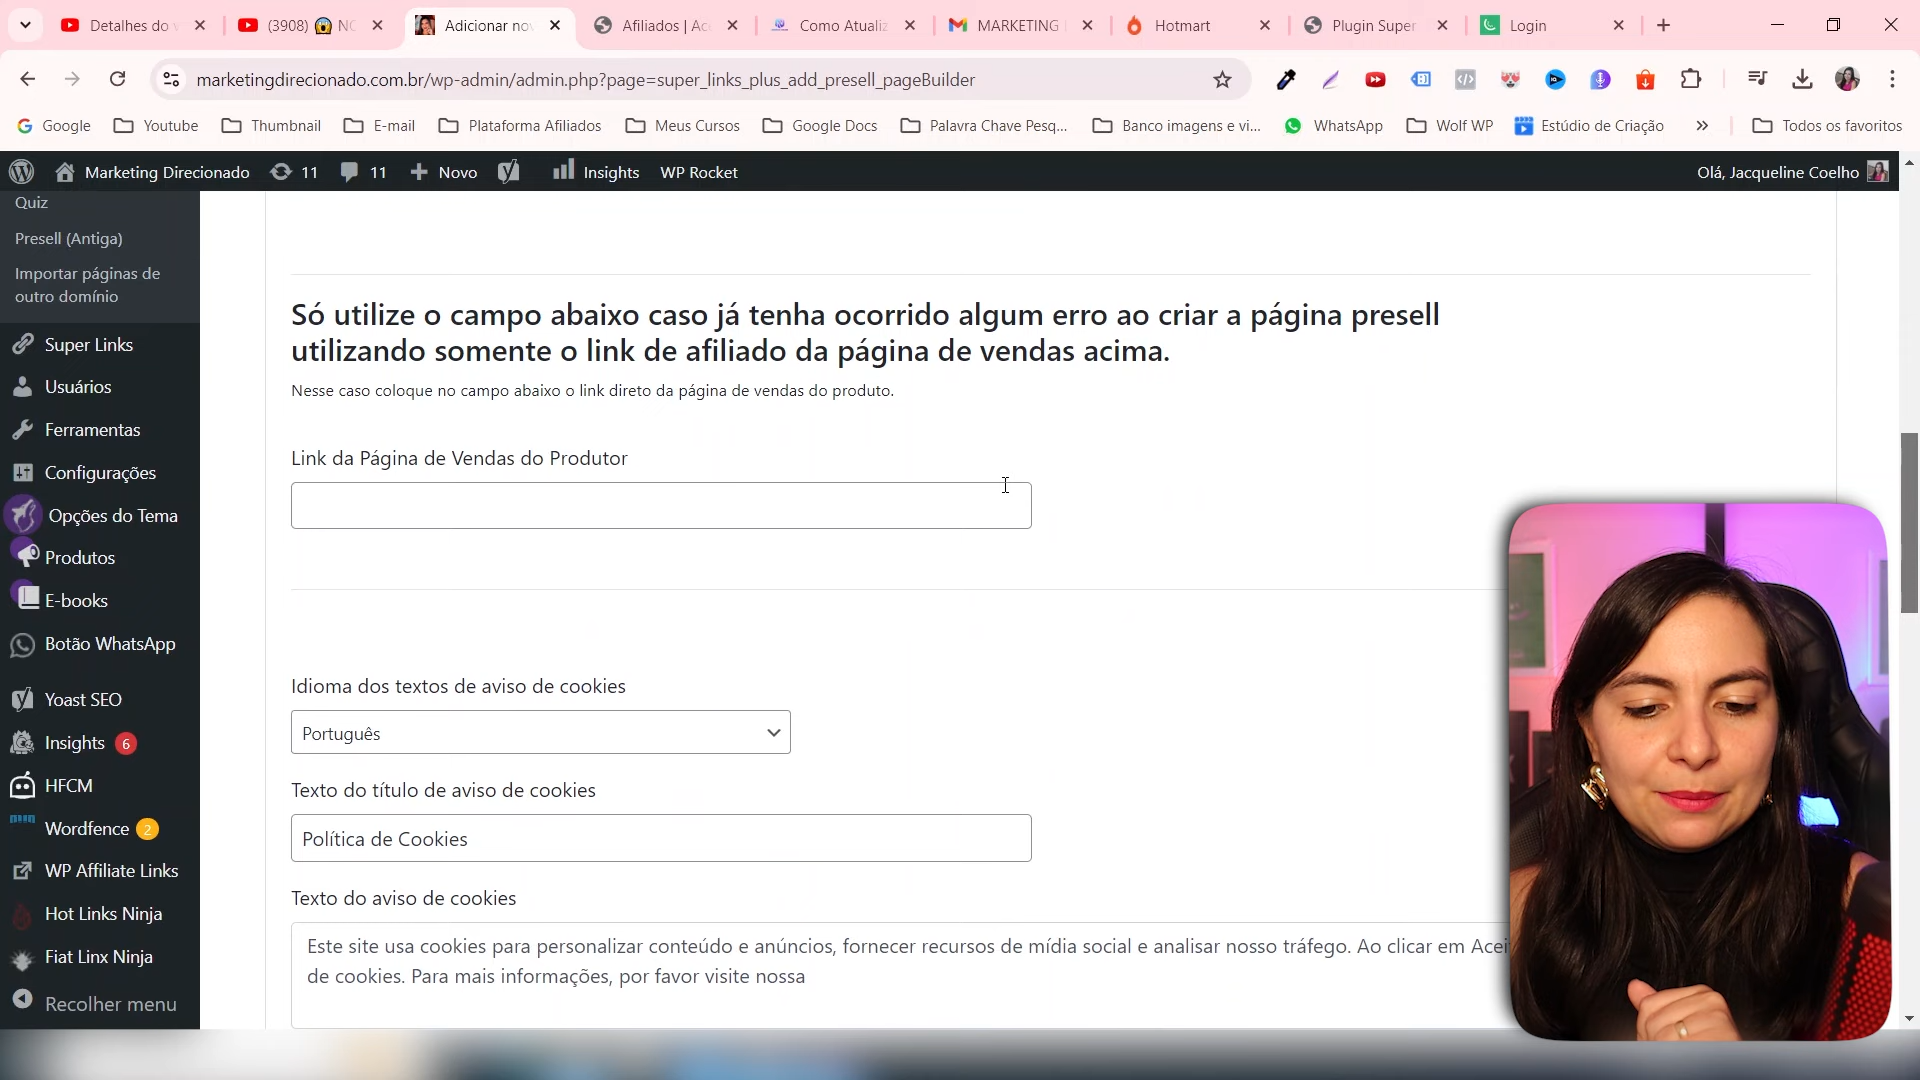 Detalhes do v
(3908) 😱 NO
Adicionar nov
Afiliados | Ace
Como Atualiz
MARKETING
Hotmart
Plugin Super
Login
marketingdirecionado.com.br/wp-admin/admin.php?page=super_links_plus_add_presell_pageBuilder
Google
Youtube
Thumbnail
E-mail
Plataforma Afiliados
Meus Cursos
Google Docs
Palavra Chave Pesq...
Banco imagens e vi...
WhatsApp
Wolf WP
Estúdio de Criação
Todos os favoritos
Marketing Direcionado
11
11
Novo
Insights
WP Rocket
Olá, Jacqueline Coelho
Quiz
Presell (Antiga)
Importar páginas de
outro domínio
Super Links
Usuários
Ferramentas
Configurações
Opções do Tema
Produtos
E-books
Botão WhatsApp
Yoast SEO
Insights 6
HFCM
Wordfence 2
WP Affiliate Links
Hot Links Ninja
Fiat Linx Ninja
Recolher menu
Só utilize o campo abaixo caso já tenha ocorrido algum erro ao criar a página presell
utilizando somente o link de afiliado da página de vendas acima.
Nesse caso coloque no campo abaixo o link direto da página de vendas do produto.
Link da Página de Vendas do Produtor
Idioma dos textos de aviso de cookies
Português
Texto do título de aviso de cookies
Política de Cookies
Texto do aviso de cookies
Este site usa cookies para personalizar conteúdo e anúncios, fornecer recursos de mídia social e analisar nosso tráfego. Ao clicar em Acei
de cookies. Para mais informações, por favor visite nossa